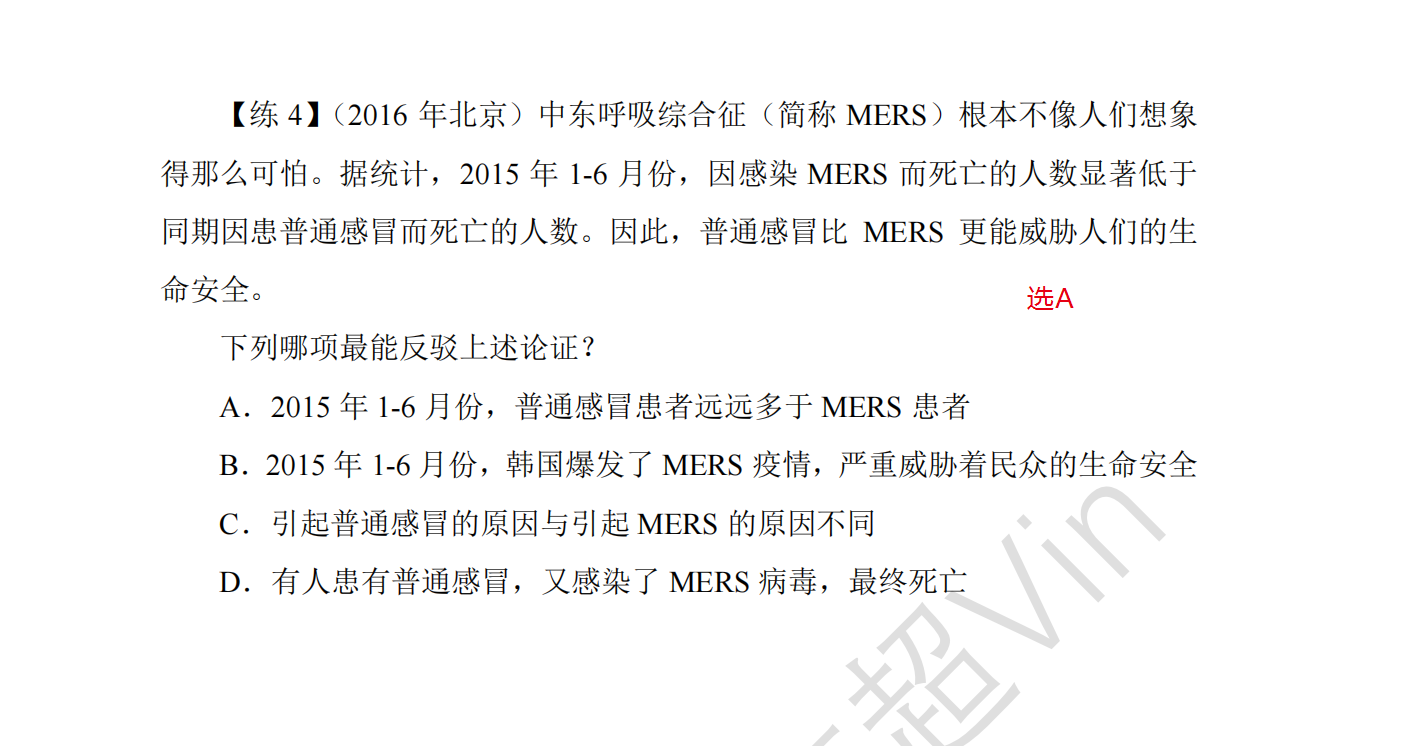 【练 4】（2016 年北京）中东呼吸综合征（简称 MERS）根本不像人们想象
得那么可怕。据统计，2015 年 1-6 月份，因感染 MERS 而死亡的人数显著低于
同期因患普通感冒而死亡的人数。因此，普通感冒比 MERS 更能威胁人们的生
命安全。
选A
下列哪项最能反驳上述论证？
A．2015 年 1-6 月份，普通感冒患者远远多于 MERS 患者
B．2015 年 1-6 月份，韩国爆发了 MERS 疫情，严重威胁着民众的生命安全
C．引起普通感冒的原因与引起 MERS 的原因不同
D．有人患有普通感冒，又感染了 MERS 病毒，最终死亡
超Vin